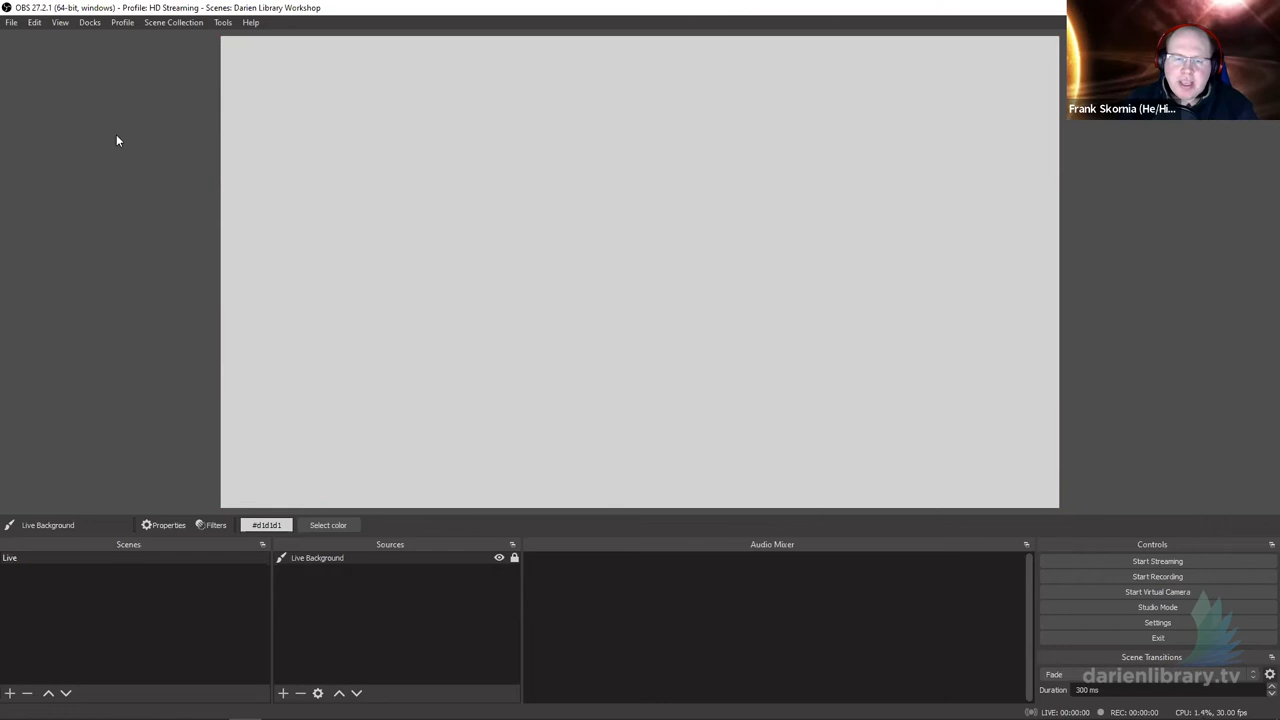 OBS 27.2.1 (64-bit, windows) - Profile: HD Streaming - Scenes: Darien Library Workshop
File Edit View Docks Profile Scene Collection Tools Help
Frank Skornia (He/Hi...
Live Background Properties Filters #d1d1d1 Select color
Scenes Sources Audio Mixer Controls
Live
Live Background
Start Streaming
Start Recording
Start Virtual Camera
Studio Mode
Settings
Exit
Scene Transitions
Fade
darienlibrary.tv
Duration 300 ms
LIVE: 00:00:00 REC: 00:00:00 CPU: 1.4%, 30.00 fps